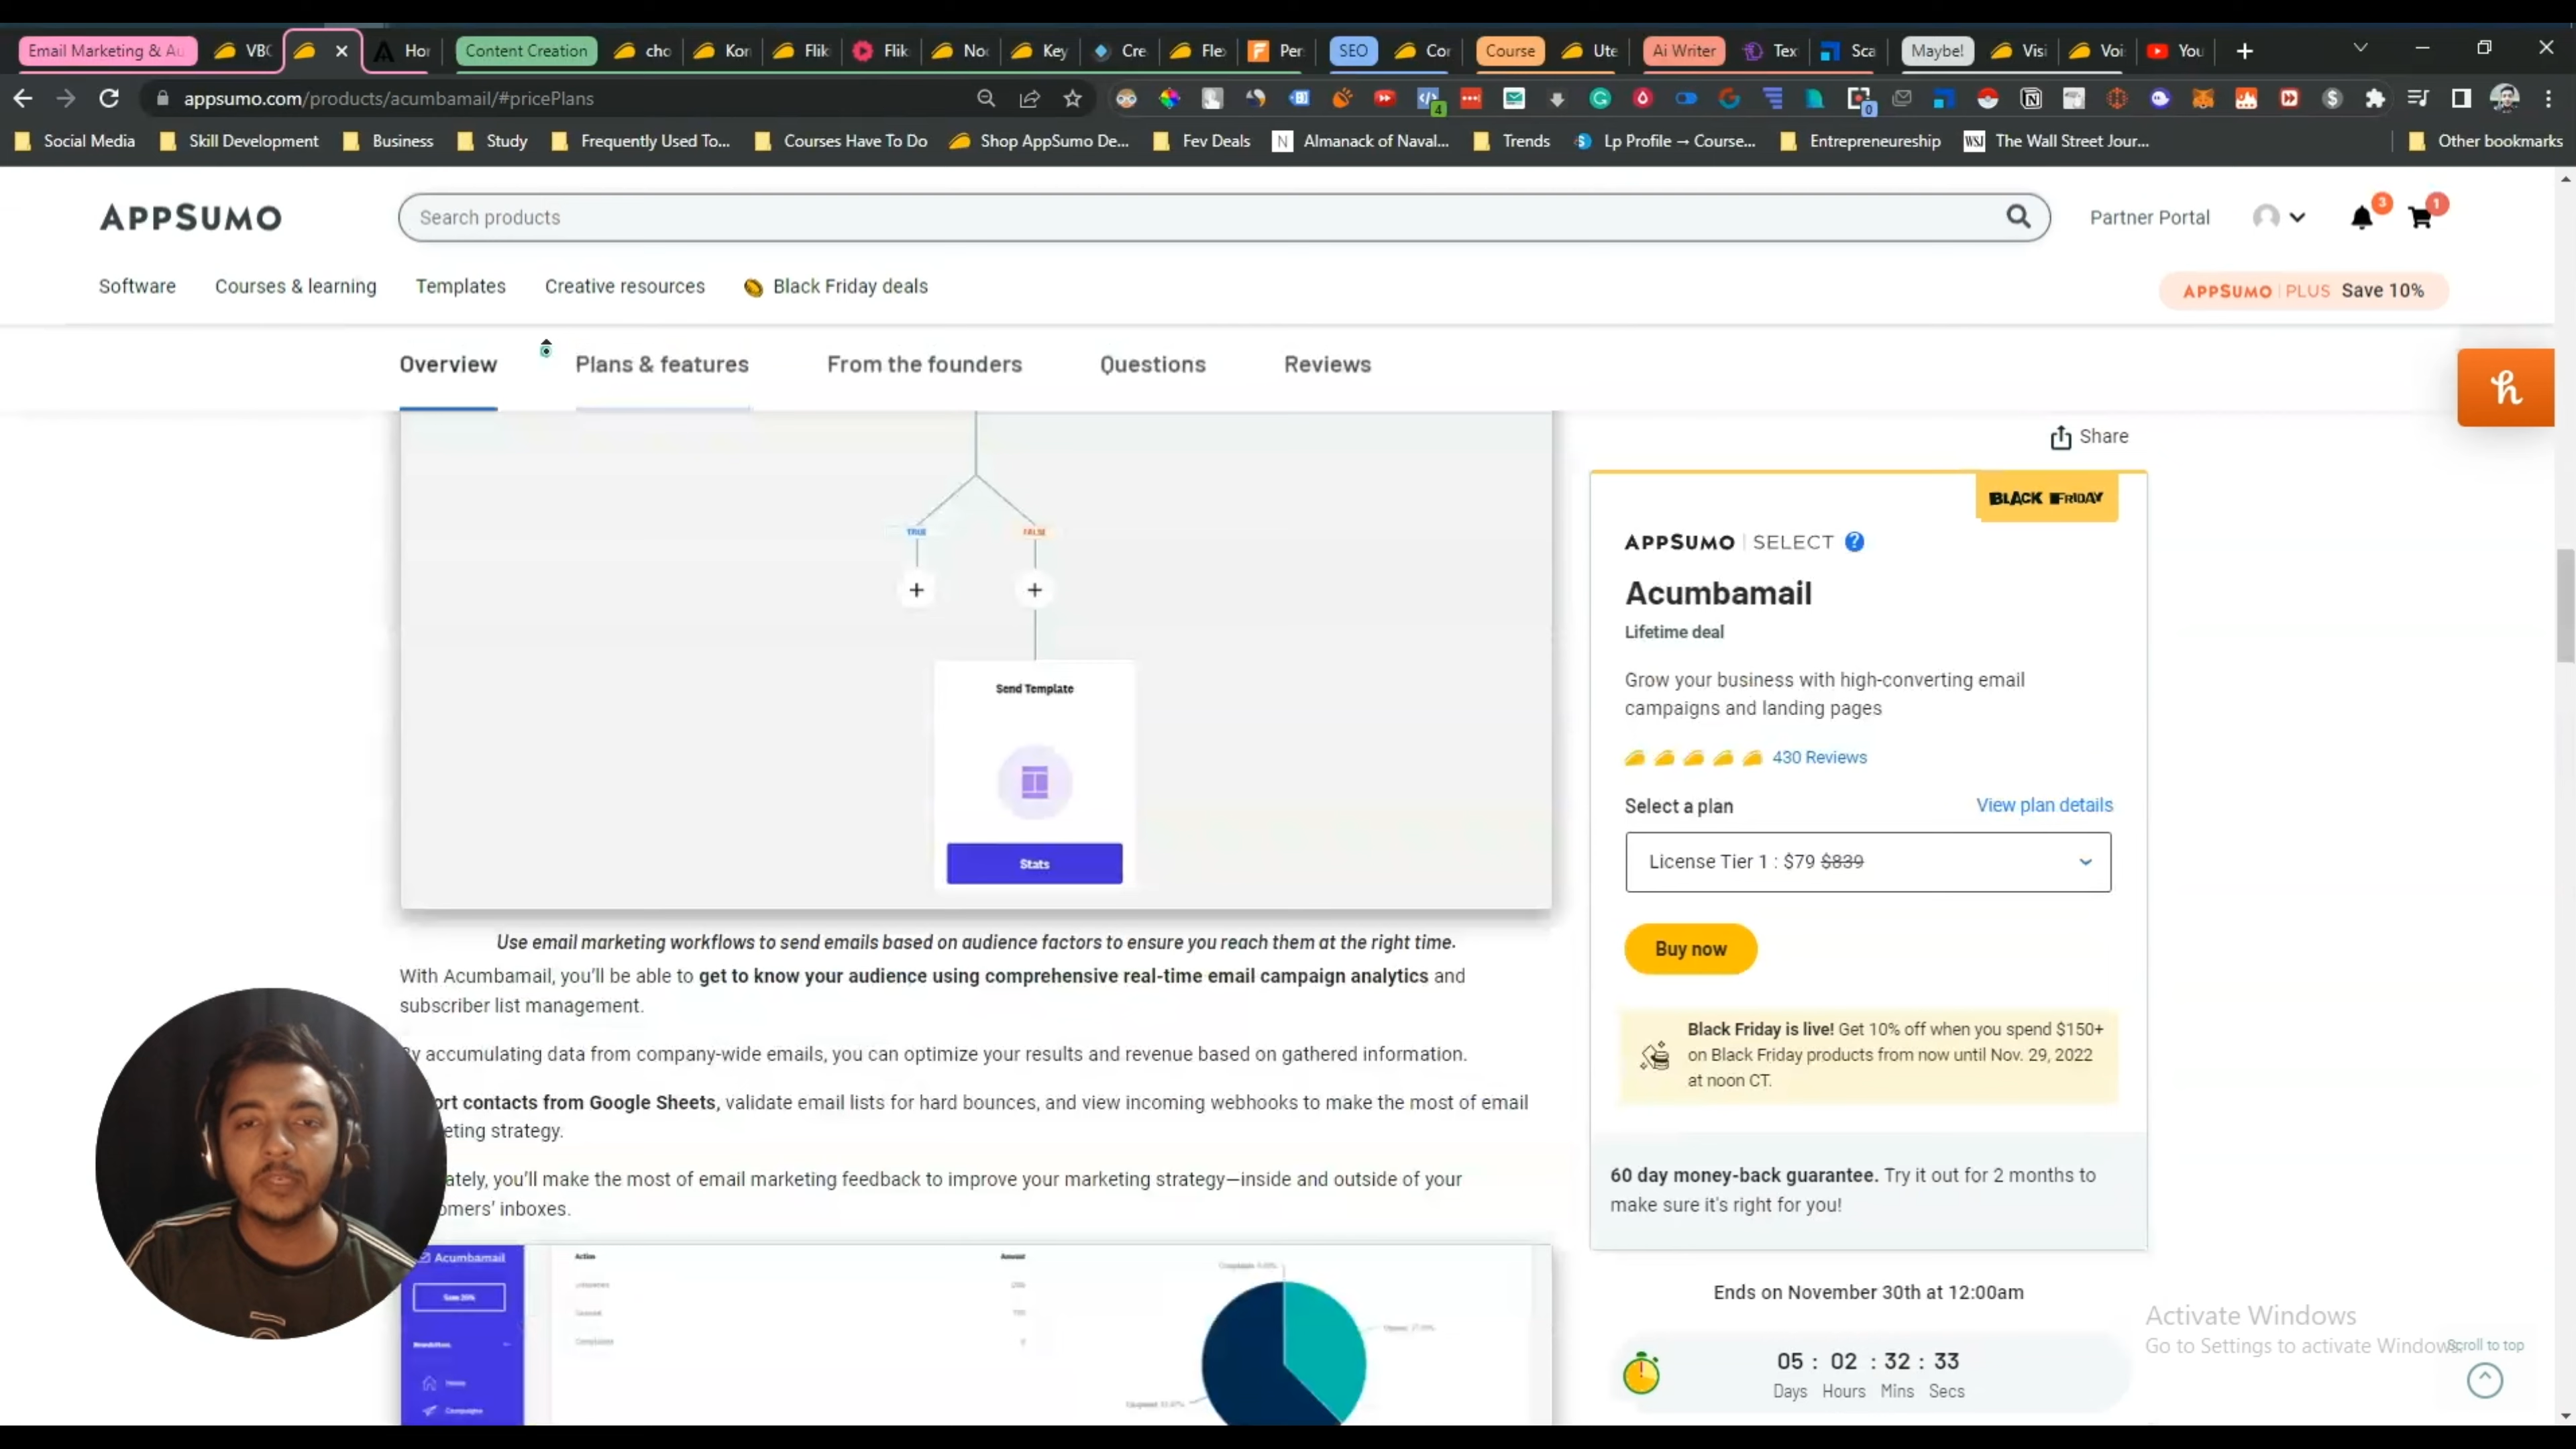 Email Marketing & Au
VBC
Hor
Content Creation
cho
Kor
Flik
Flik
No
Key
Cre
Fle
Per
SEO
Cor
Course
Ute
Ai Writer
Tex
Sca
Maybe!
Visi
Voi
You
appsumo.com/products/acumbamail/#pricePlans
4
0
Social Media
Skill Development
Business
Study
Frequently Used To...
Courses Have To Do
Shop AppSumo De...
Fev Deals
Almanack of Naval...
Trends
Lp Profile → Course...
Entrepreneureship
WSJ
The Wall Street Jour...
Other bookmarks
APPSUMO
Search products
Partner Portal
3
1
Software
Courses & learning
Templates
Creative resources
Black Friday deals
APPSUMO | PLUS Save 10%
Overview
Plans & features
From the founders
Questions
Reviews
h
TRUE
FALSE
Send Template
Stats
Use email marketing workflows to send emails based on audience factors to ensure you reach them at the right time.
With Acumbamail, you'll be able to get to know your audience using comprehensive real-time email campaign analytics and
subscriber list management.
y accumulating data from company-wide emails, you can optimize your results and revenue based on gathered information.
ort contacts from Google Sheets, validate email lists for hard bounces, and view incoming webhooks to make the most of email
eting strategy.
ately, you'll make the most of email marketing feedback to improve your marketing strategy—inside and outside of your
omers' inboxes.
Acumbamail
Action
Amount
Share
BLACK FRIDAY
APPSUMO | SELECT ?
Acumbamail
Lifetime deal
Grow your business with high-converting email
campaigns and landing pages
430 Reviews
Select a plan
View plan details
License Tier 1 : $79 $839
Buy now
Black Friday is live! Get 10% off when you spend $150+
on Black Friday products from now until Nov. 29, 2022
at noon CT.
60 day money-back guarantee. Try it out for 2 months to
make sure it's right for you!
Ends on November 30th at 12:00am
05 : 02 : 32 : 33
Days Hours Mins Secs
Activate Windows
Go to Settings to activate Windows.
Scroll to top